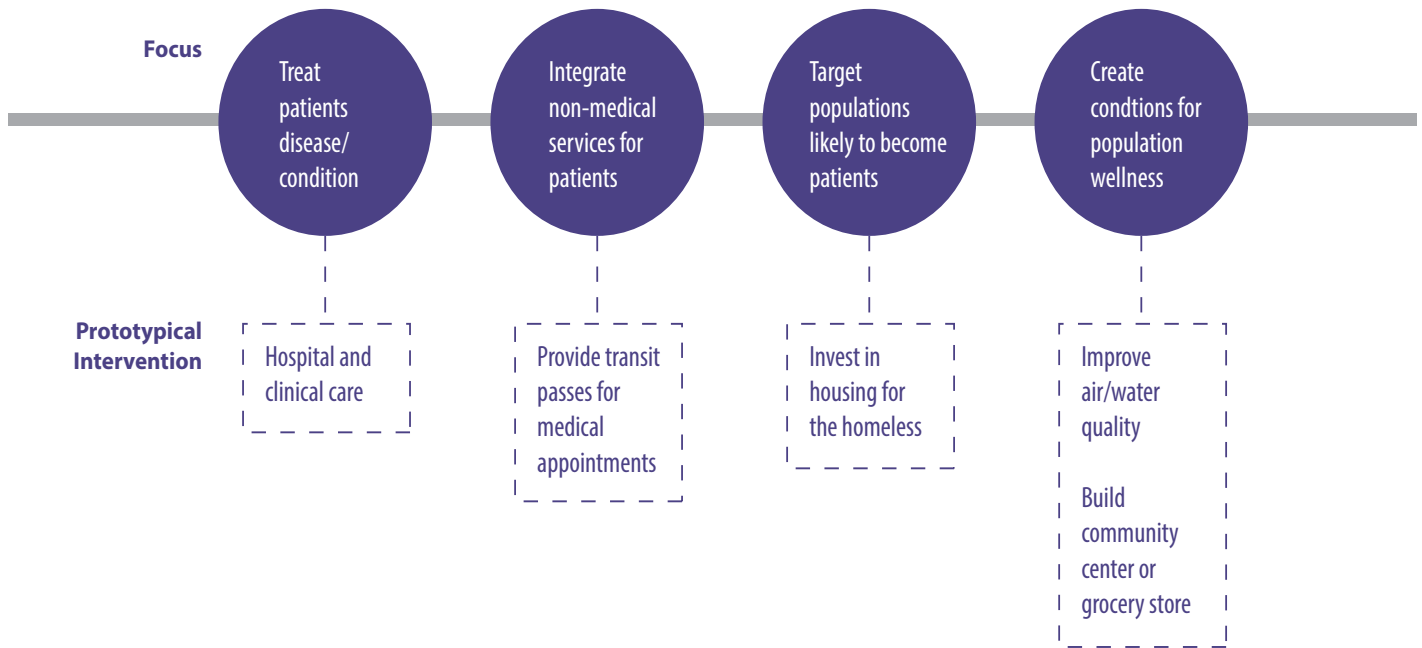 Focus
Treat
patients
disease/
condition
Integrate
non-medical
services for
patients
Target
populations
likely to become
patients
Create
condtions for
population
wellness
Prototypical
Intervention
Hospital and
clinical care
Provide transit
passes for
medical
appointments
Invest in
housing for
the homeless
Improve
air/water
quality
Build
community
center or
grocery store